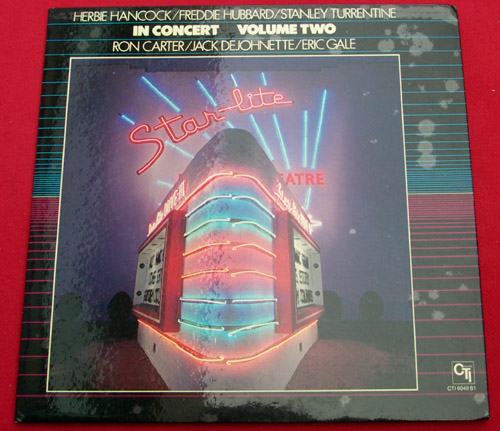 HERBIE HANCOCK/FREDDIE HUBBARD/STANLEY TURRENTINE
IN CONCERT VOLUME TWO
RON CARTER/JACK DEJOHNETTE/ERIC GALE
Star-lite
CTI
CTI 6049 S1